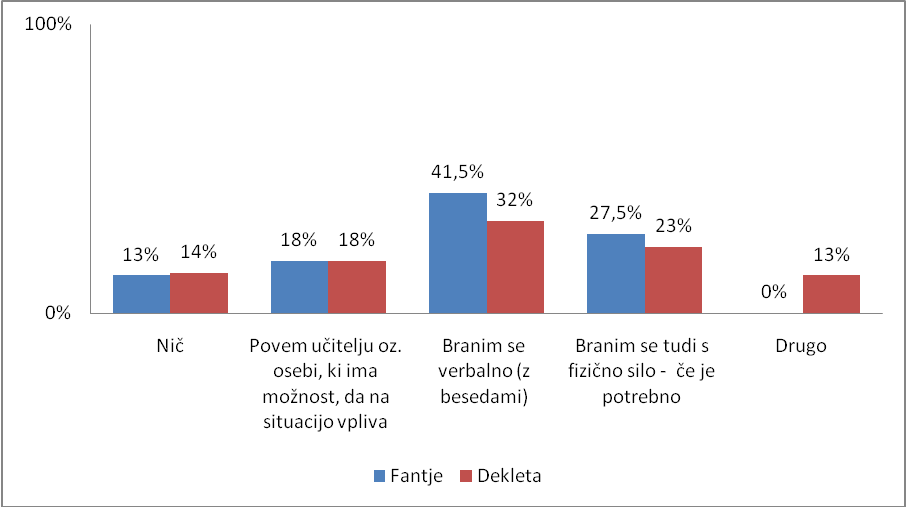 100%
41,5%
32%
27,5%
23%
18%
18%
13%
14%
13%
0%
0%
Nič
Povem učitelju oz.
osebi, ki ima
možnost, da na
situacijo vpliva
Branim se
verbalno (z
besedami)
Branim se tudi s
fizično silo -  če je
potrebno
Drugo
Fantje
Dekleta